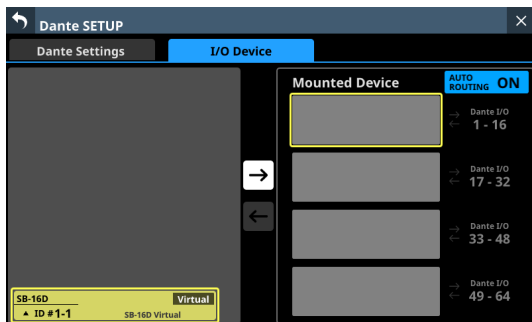 Dante SETUP
Dante Settings
I/O Device
Mounted Device
AUTO ROUTING ON
Dante I/O
1 - 16
Dante I/O
17 - 32
Dante I/O
33 - 48
Dante I/O
49 - 64
SB-16D Virtual
ID #1-1 SB-16D Virtual